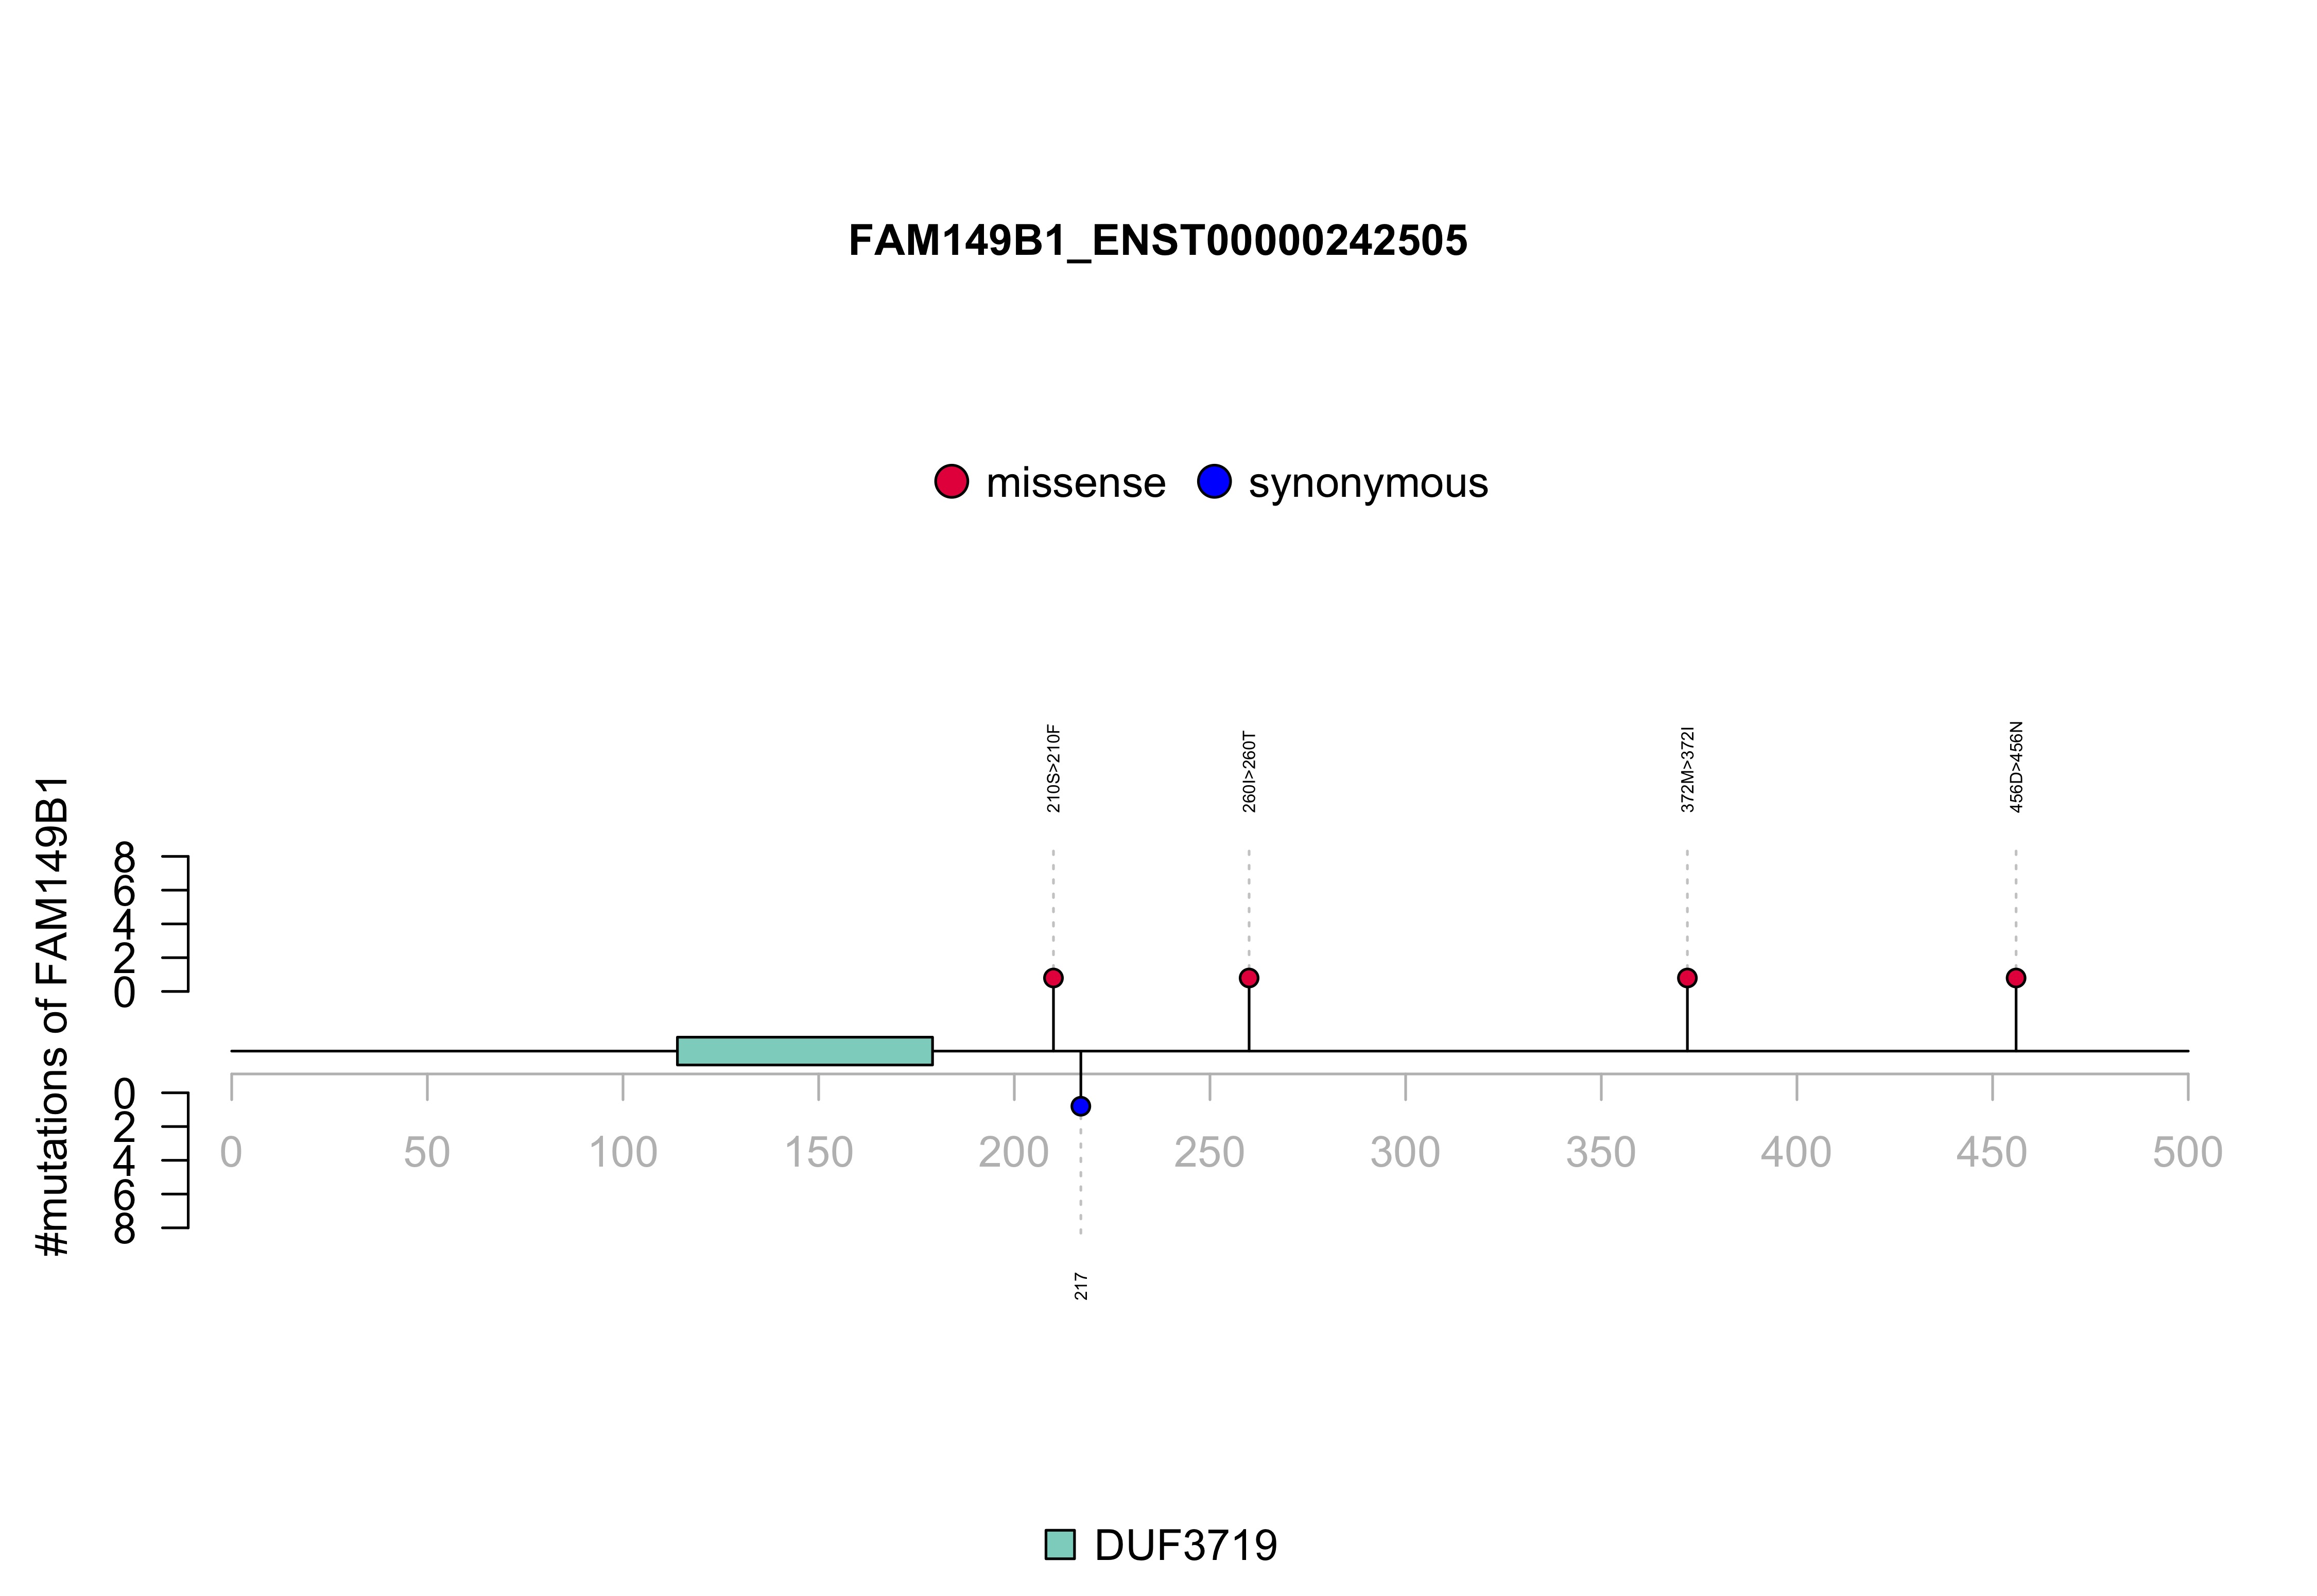 FAM149B1_ENST00000242505
missense
synonymous
210S>210F
260I>260T
372M>372I
456D>456N
#mutations of FAM149B1
8
6
4
2
0
0
2
4
6
8
0 50 100 150 200 250 300 350 400 450 500
217
DUF3719